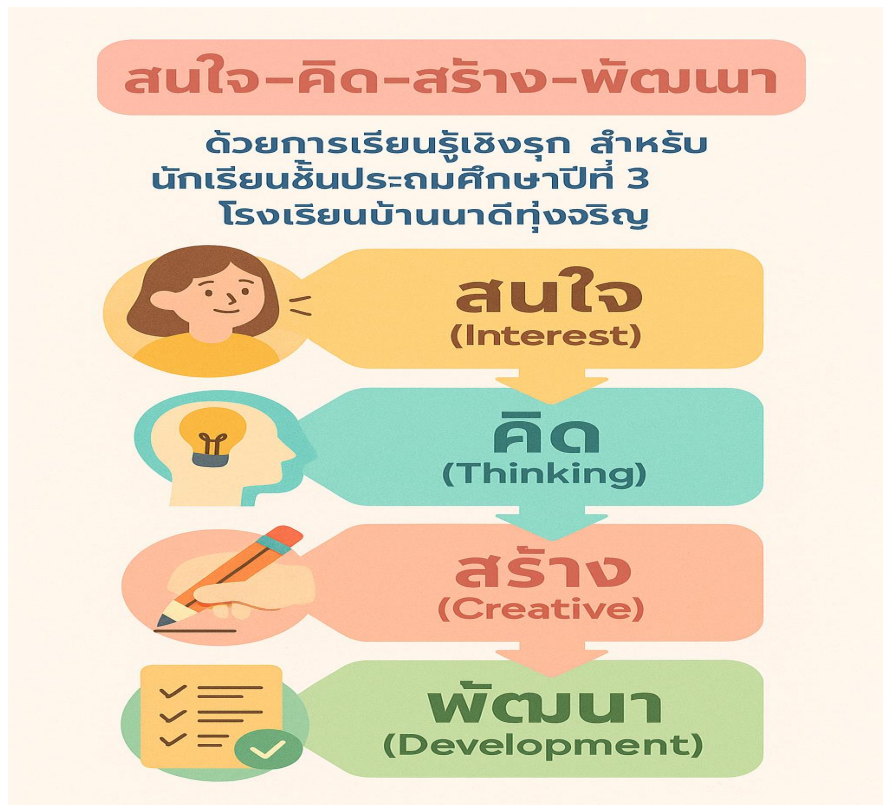 สนใจ–คิด–สร้าง–พัฒนา
ด้วยการเรียนรู้เชิงรุก สำหรับ
นักเรียนชั้นประถมศึกษาปีที่ 3
โรงเรียนบ้านนาดีทุ่งจริญ
สนใจ
(Interest)
คิด
(Thinking)
สร้าง
(Creative)
พัฒนา
(Development)